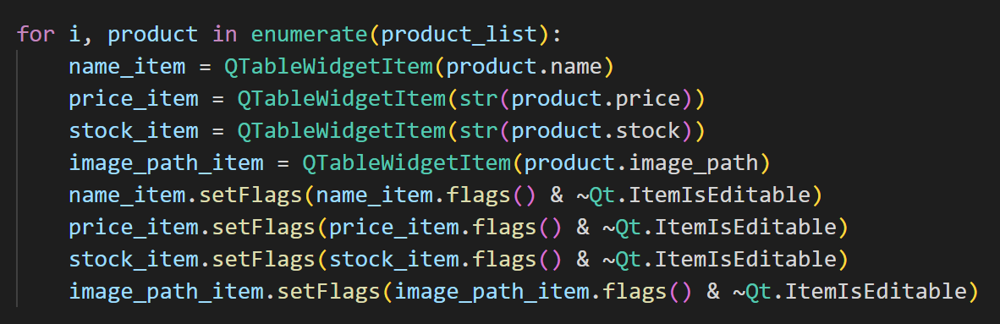 for i, product in enumerate(product_list):
    name_item = QTableWidgetItem(product.name)
    price_item = QTableWidgetItem(str(product.price))
    stock_item = QTableWidgetItem(str(product.stock))
    image_path_item = QTableWidgetItem(product.image_path)
    name_item.setFlags(name_item.flags() & ~Qt.ItemIsEditable)
    price_item.setFlags(price_item.flags() & ~Qt.ItemIsEditable)
    stock_item.setFlags(stock_item.flags() & ~Qt.ItemIsEditable)
    image_path_item.setFlags(image_path_item.flags() & ~Qt.ItemIsEditable)